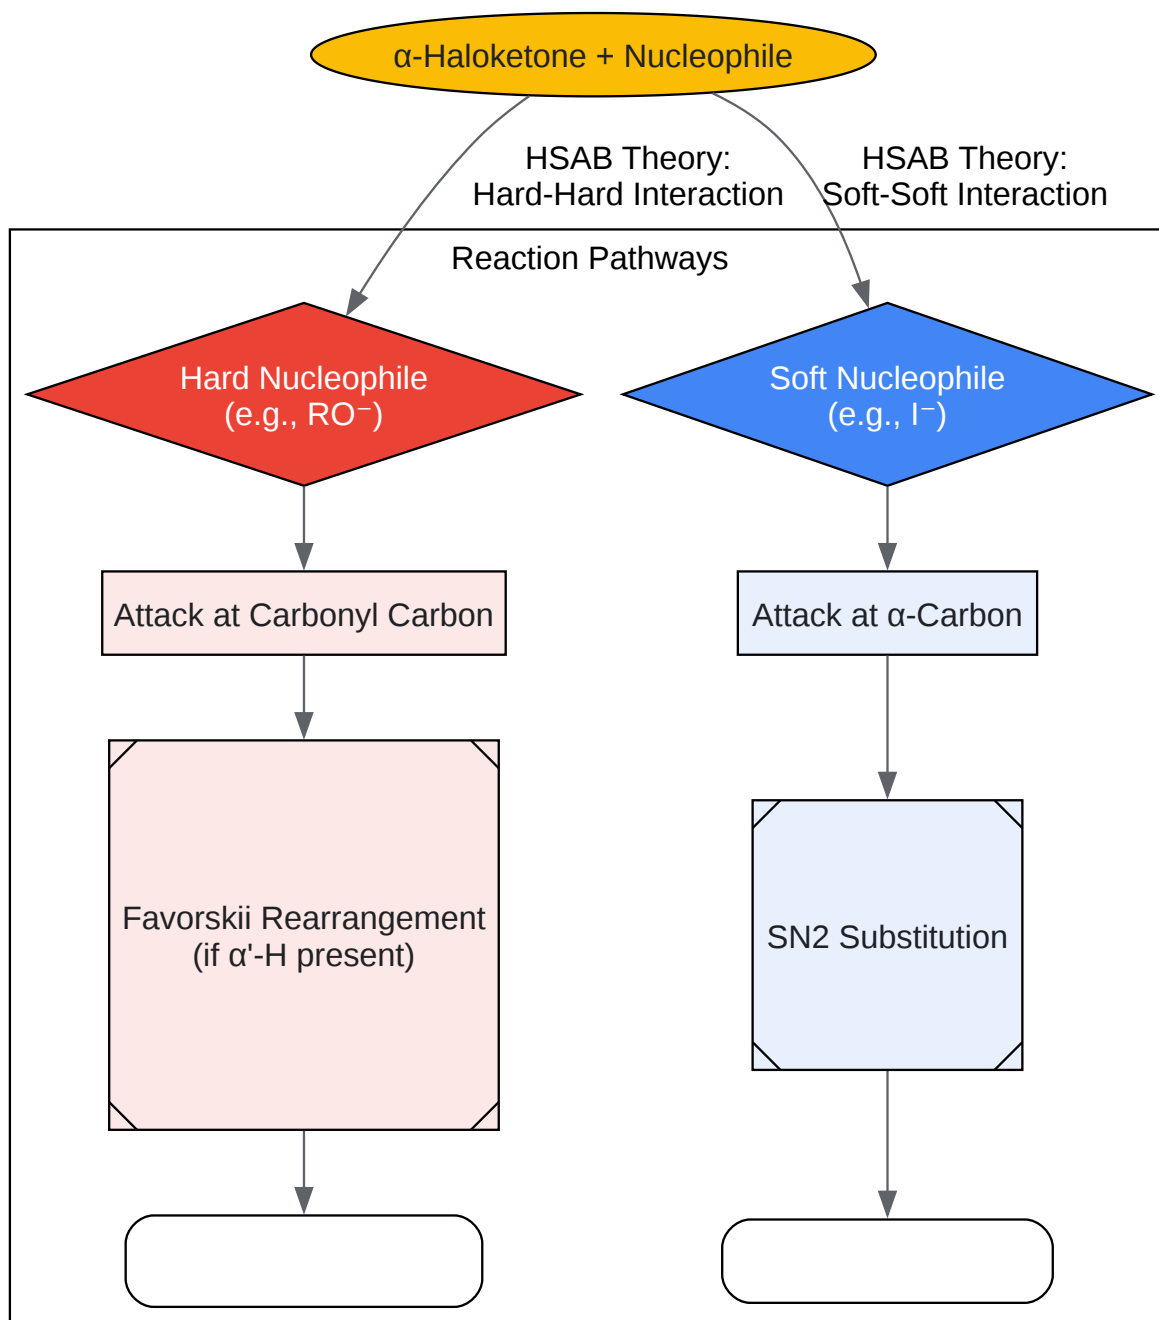 α-Haloketone + Nucleophile
HSAB Theory:
Hard-Hard Interaction
HSAB Theory:
Soft-Soft Interaction
Reaction Pathways
Hard Nucleophile
(e.g., RO⁻)
Soft Nucleophile
(e.g., I⁻)
Attack at Carbonyl Carbon
Attack at α-Carbon
Favorskii Rearrangement
(if α'-H present)
SN2 Substitution